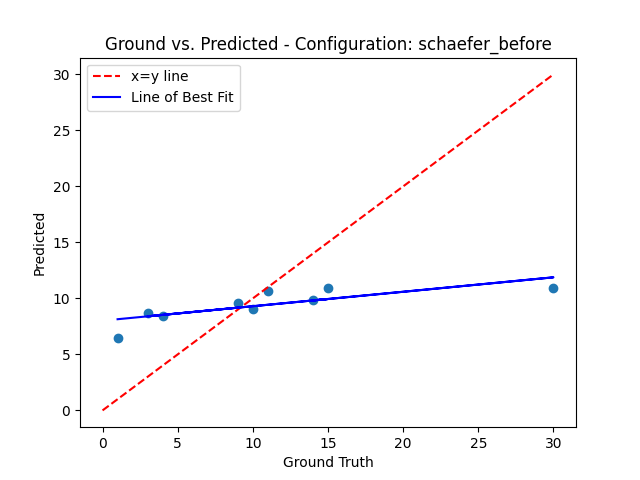 Ground vs. Predicted - Configuration: schaefer_before
x=y line
Line of Best Fit
Predicted
30
25
20
15
10
5
0
0 5 10 15 20 25 30
Ground Truth